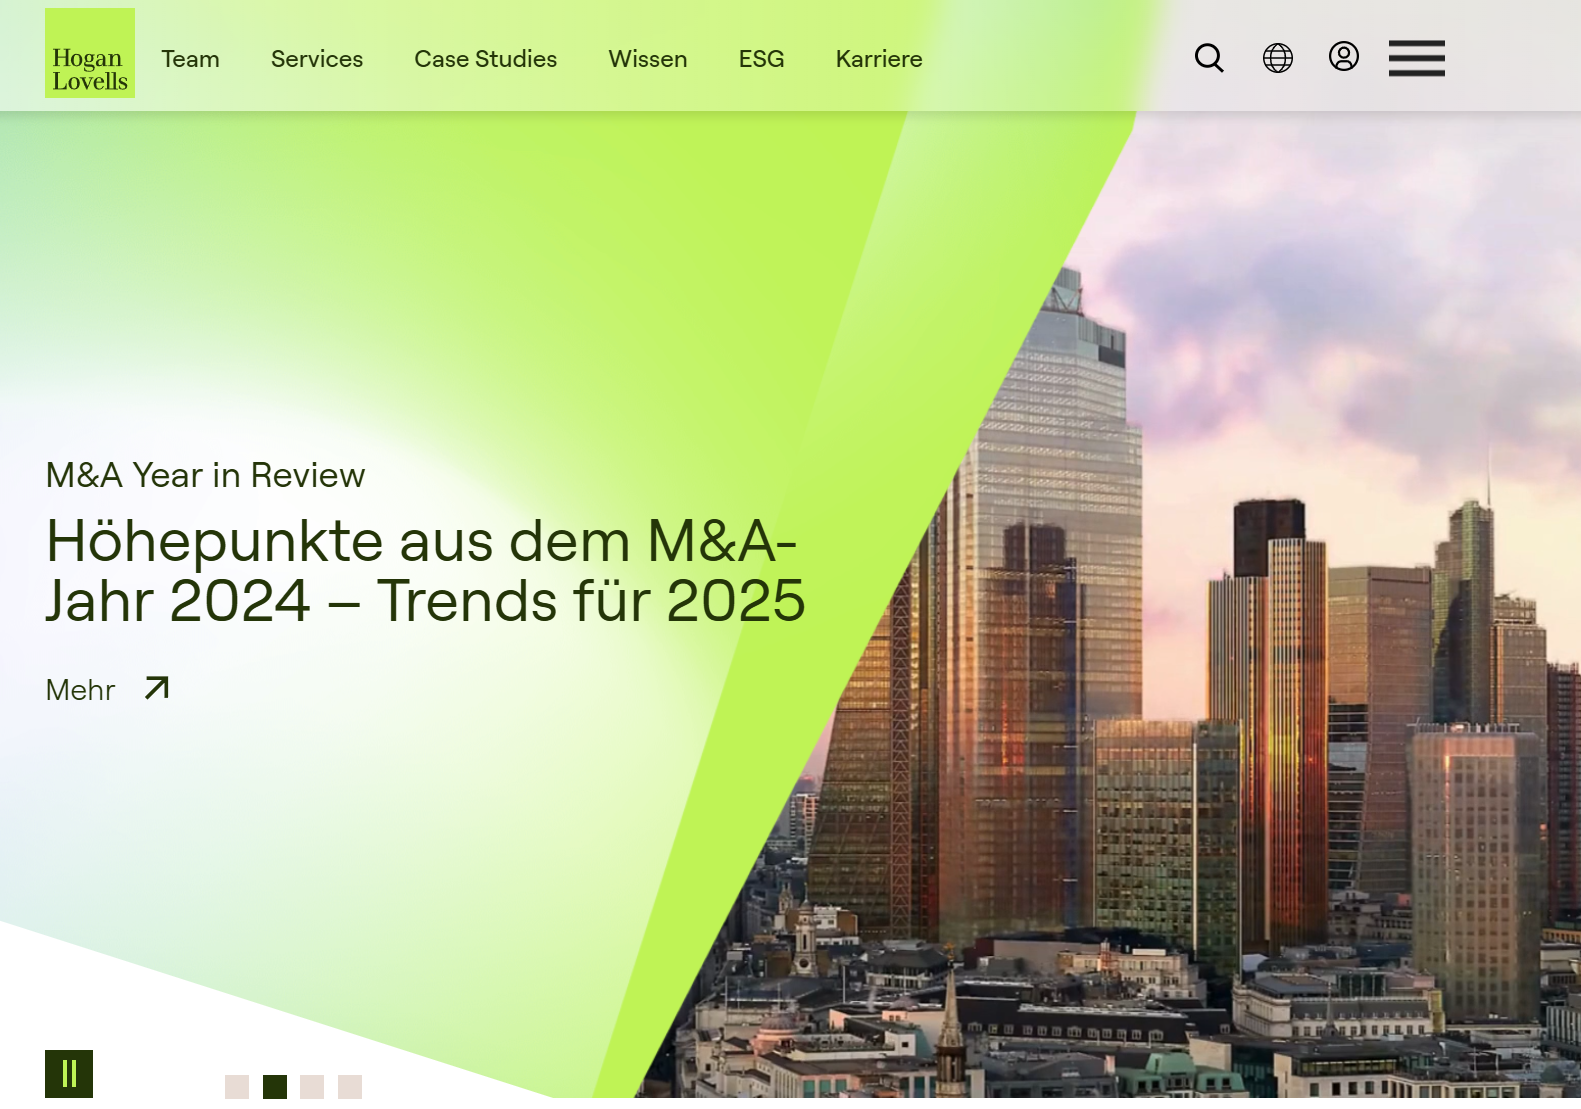 Hogan
Lovells
Team
Services
Case Studies
Wissen
ESG
Karriere
M&A Year in Review
Höhepunkte aus dem M&A-
Jahr 2024 – Trends für 2025
Mehr